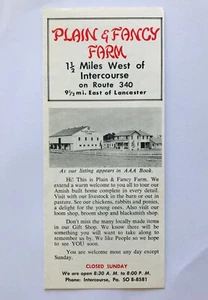 PLAIN & FANCY
FARM
1½ Miles West of
Intercourse
on Route 340
9½ mi. East of Lancaster
As our listing appears in AAA Book.
Hi! This is Plain & Fancy Farm. We
extend a warm welcome to you all to tour our
Amish built home complete in every detail.
Visit with our livestock in the barn or out in
pasture. See our chickens, rabbits and ponies,
a delight for the young ones. Also visit our
loom shop, broom shop and blacksmith shop.
Don't miss the many locally made items
in our Gift Shop. We know there will be
something you will want to take along to
remember us by. We like People so we hope
to see YOU soon.
You are welcome most any day except
Sunday.
CLOSED SUNDAY
We are open 8:30 A. M. to 8:00 P. M.
Phone: Intercourse, Pa. SO 8-8581